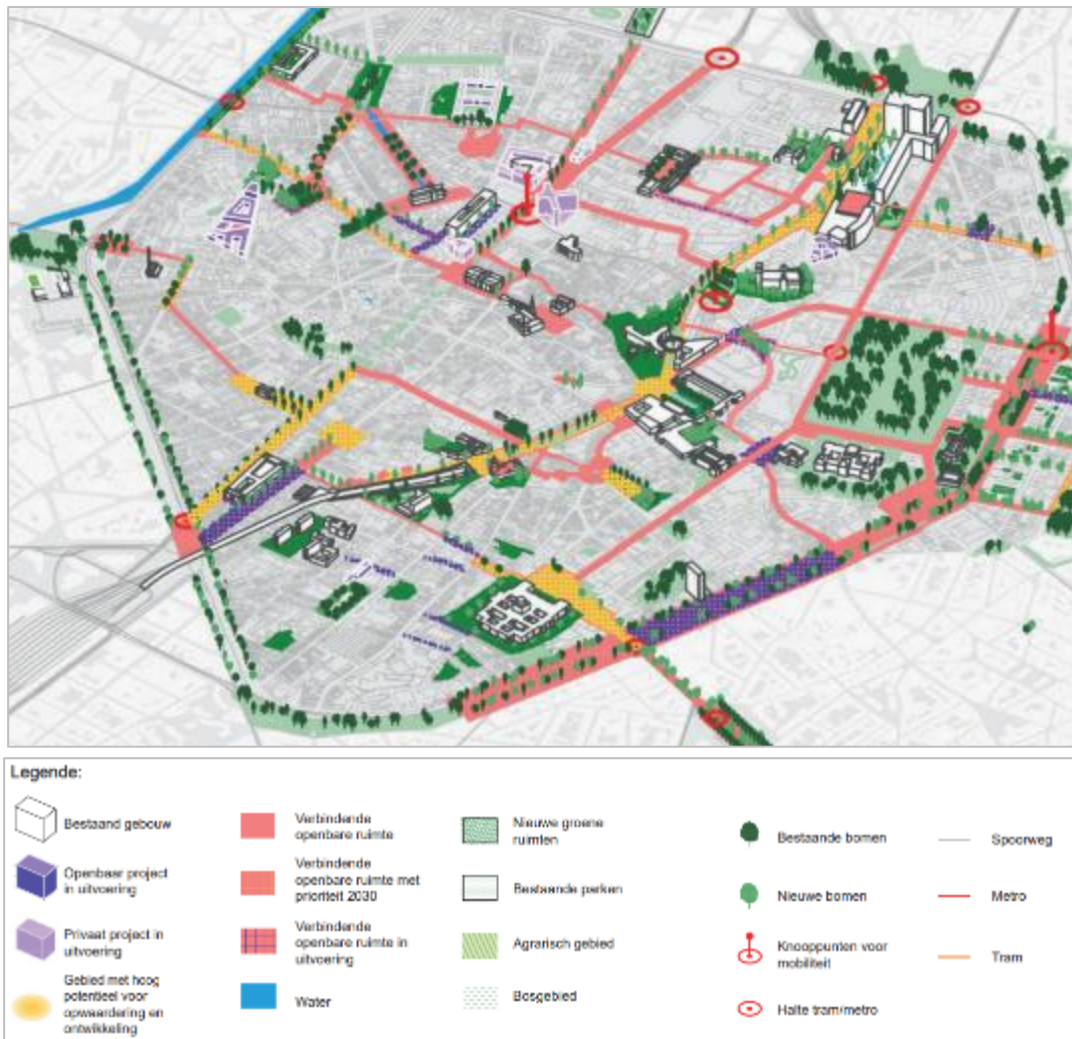 Legende:
Bestaand gebouw
Openbaar project
in uitvoering
Privaat project in
uitvoering
Gebied met hoog
potentieel voor
opwaardering en
ontwikkeling
Verbindende
openbare ruimte
Verbindende
openbare ruimte met
prioriteit 2030
Verbindende
openbare ruimte in
uitvoering
Water
Nieuwe groene
ruimten
Bestaande parken
Agrarisch gebied
Bosgebied
Bestaande bomen
Nieuwe bomen
Knooppunten voor
mobiliteit
Halte tram/metro
Spoorweg
Metro
Tram